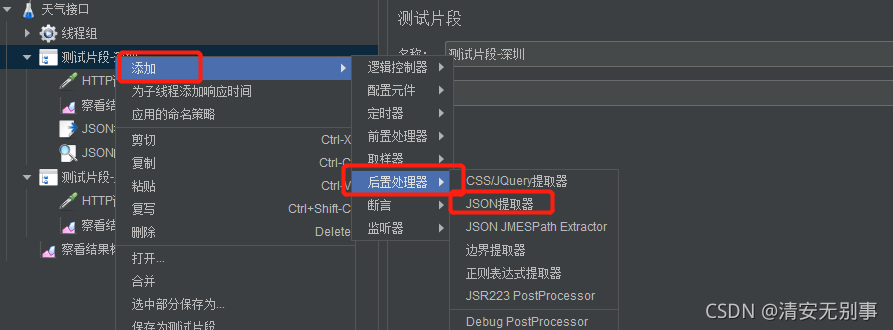 天气接口
线程组
测试片段-深圳
HTTP
察看结
JSON
JSON
测试片段-
HTTP
察看结
察看结果树
添加
为子线程添加响应时间
应用的命名策略
剪切 Ctrl-X
复制 Ctrl-C
粘贴 Ctrl-V
复写 Ctrl+Shift-C
删除 Delete
打开...
合并
选中部分保存为...
保存为测试片段
逻辑控制器
配置元件
定时器
前置处理器
取样器
后置处理器
断言
监听器
CSS/JQuery提取器
JSON提取器
JSON JMESPath Extractor
边界提取器
正则表达式提取器
JSR223 PostProcessor
Debug PostProcessor
测试片段
名称: 测试片段-深圳
CSDN @清安无别事